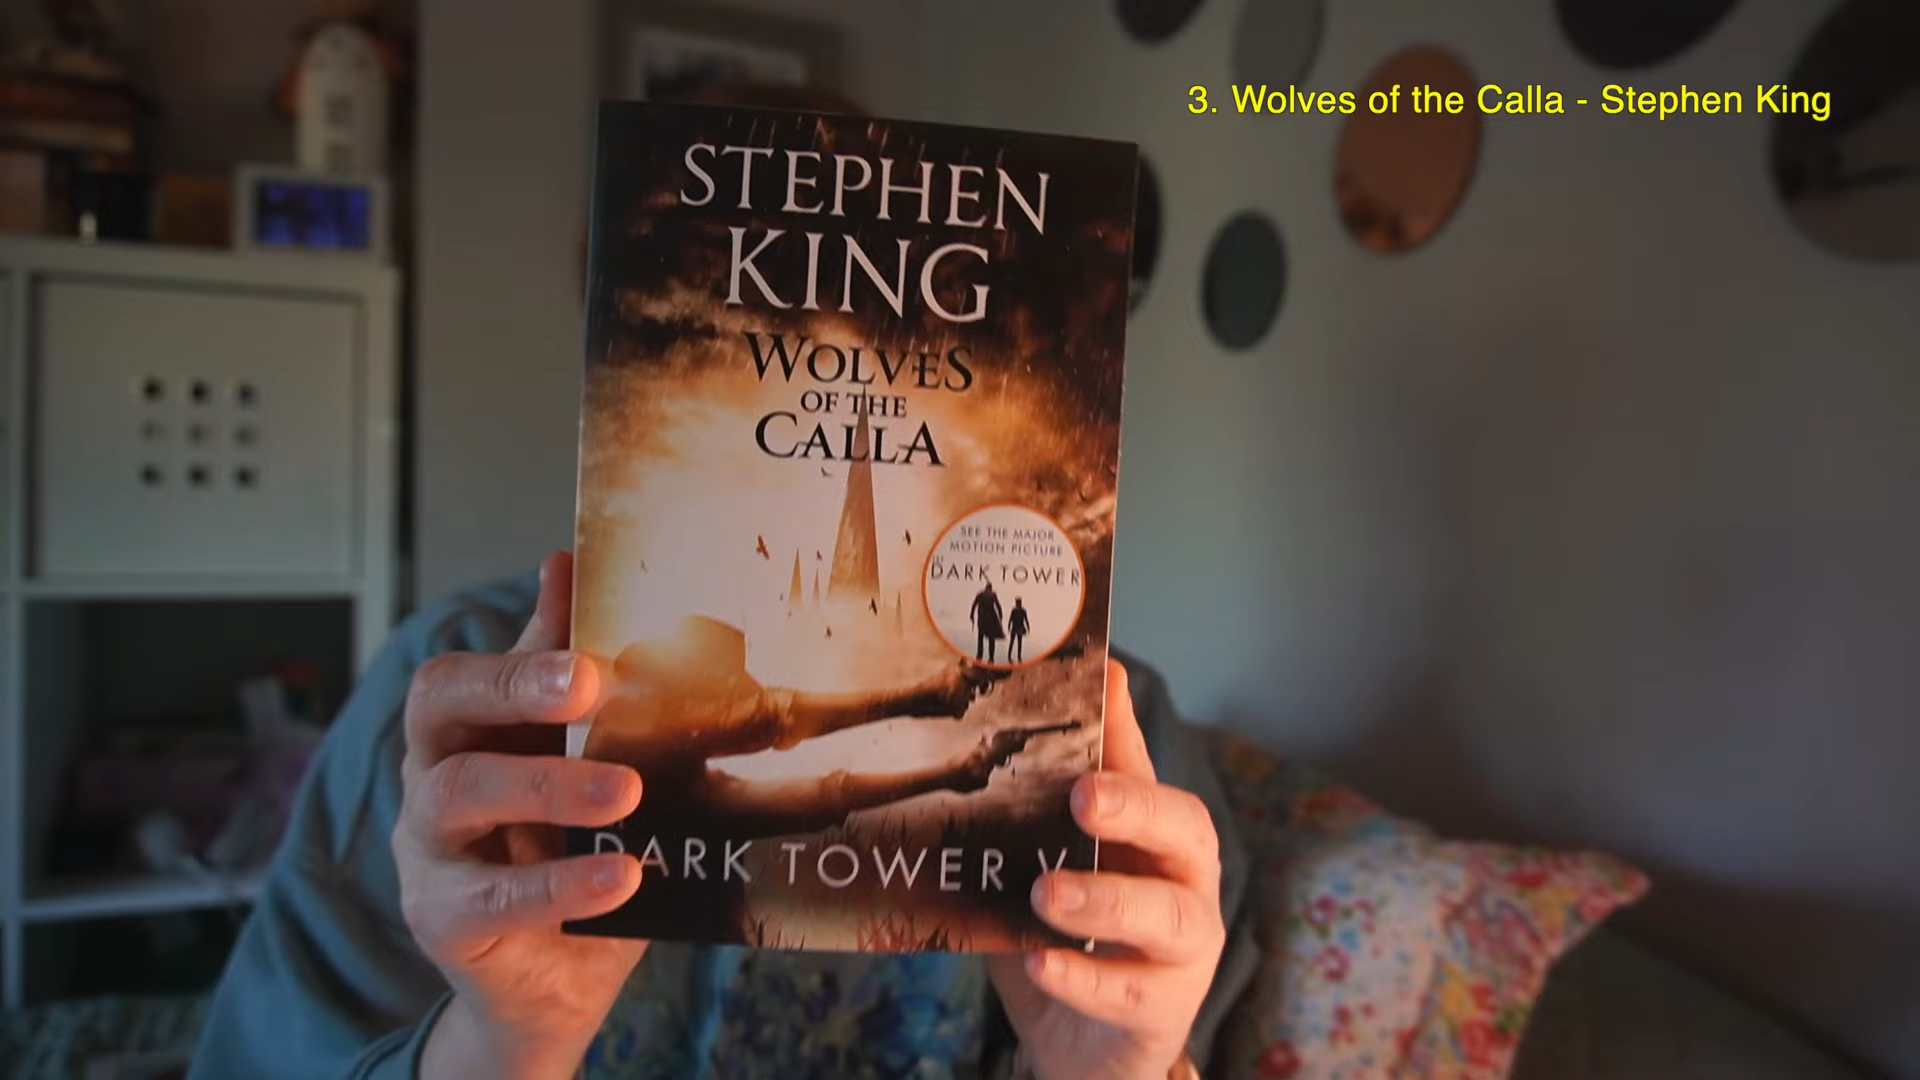 3. Wolves of the Calla - Stephen King
STEPHEN
KING
WOLVES
OF THE
CALLA
SEE THE MAJOR
MOTION PICTURE
DARK TOWER
DARK TOWER V